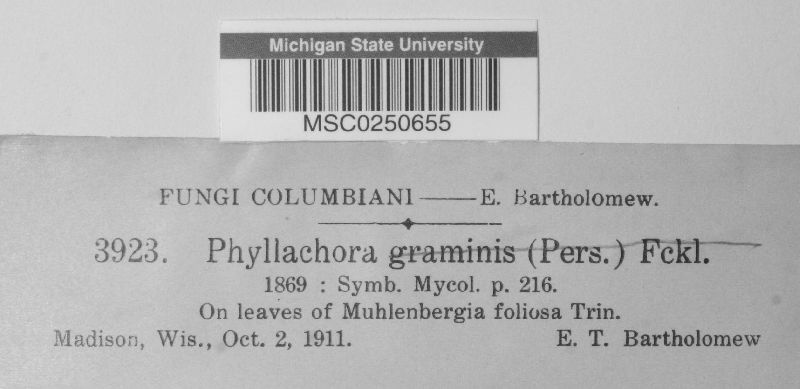 Michigan State University
MSC0250655
FUNGI COLUMBIANI — E. Bartholomew.
3923. Phyllachora graminis (Pers.) Fckl.
1869 : Symb. Mycol. p. 216.
On leaves of Muhlenbergia foliosa Trin.
Madison, Wis., Oct. 2, 1911. E. T. Bartholomew